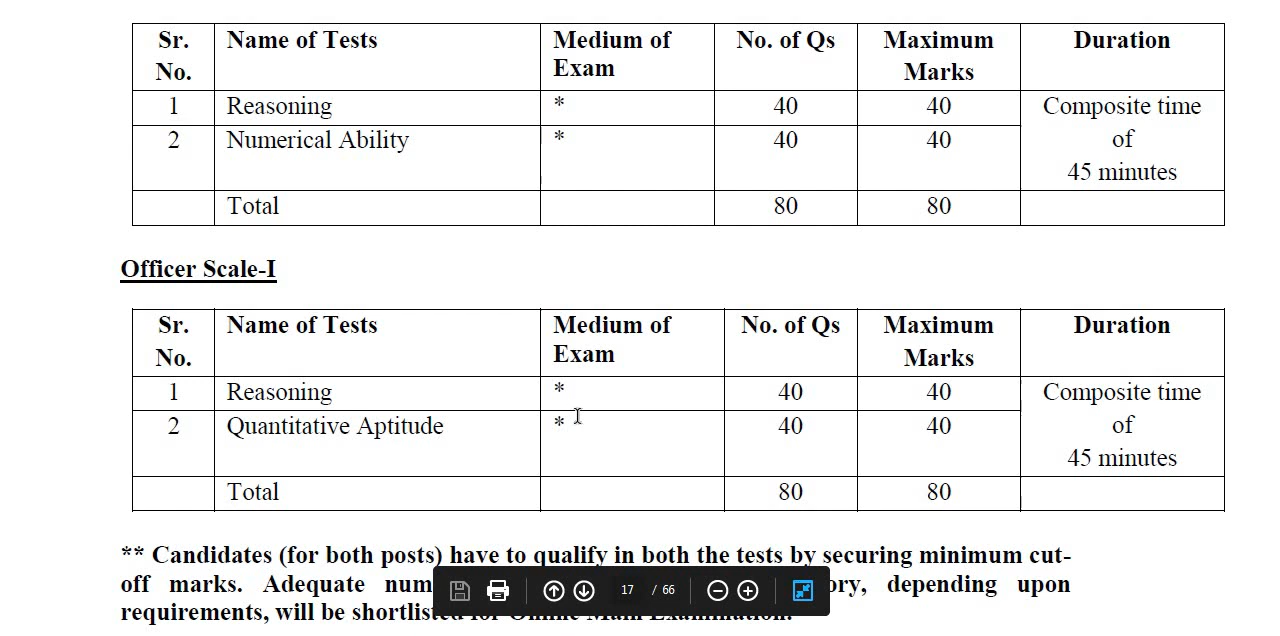 Sr. No. Name of Tests Medium of Exam No. of Qs Maximum Marks Duration
1 Reasoning * 40 40 Composite time of 45 minutes
2 Numerical Ability * 40 40
Total 80 80
Officer Scale-I
Sr. No. Name of Tests Medium of Exam No. of Qs Maximum Marks Duration
1 Reasoning * 40 40 Composite time of 45 minutes
2 Quantitative Aptitude * 40 40
Total 80 80
** Candidates (for both posts) have to qualify in both the tests by securing minimum cut-
off marks. Adequate depending upon
requirements, will be
17 / 66